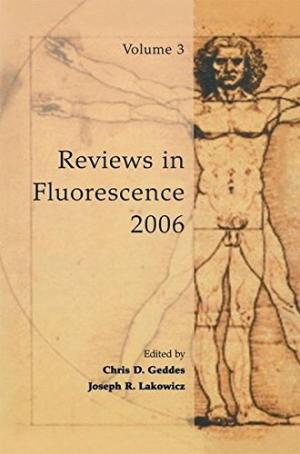 Volume 3
Reviews in
Fluorescence
2006
Edited by
Chris D. Geddes
Joseph R. Lakowicz